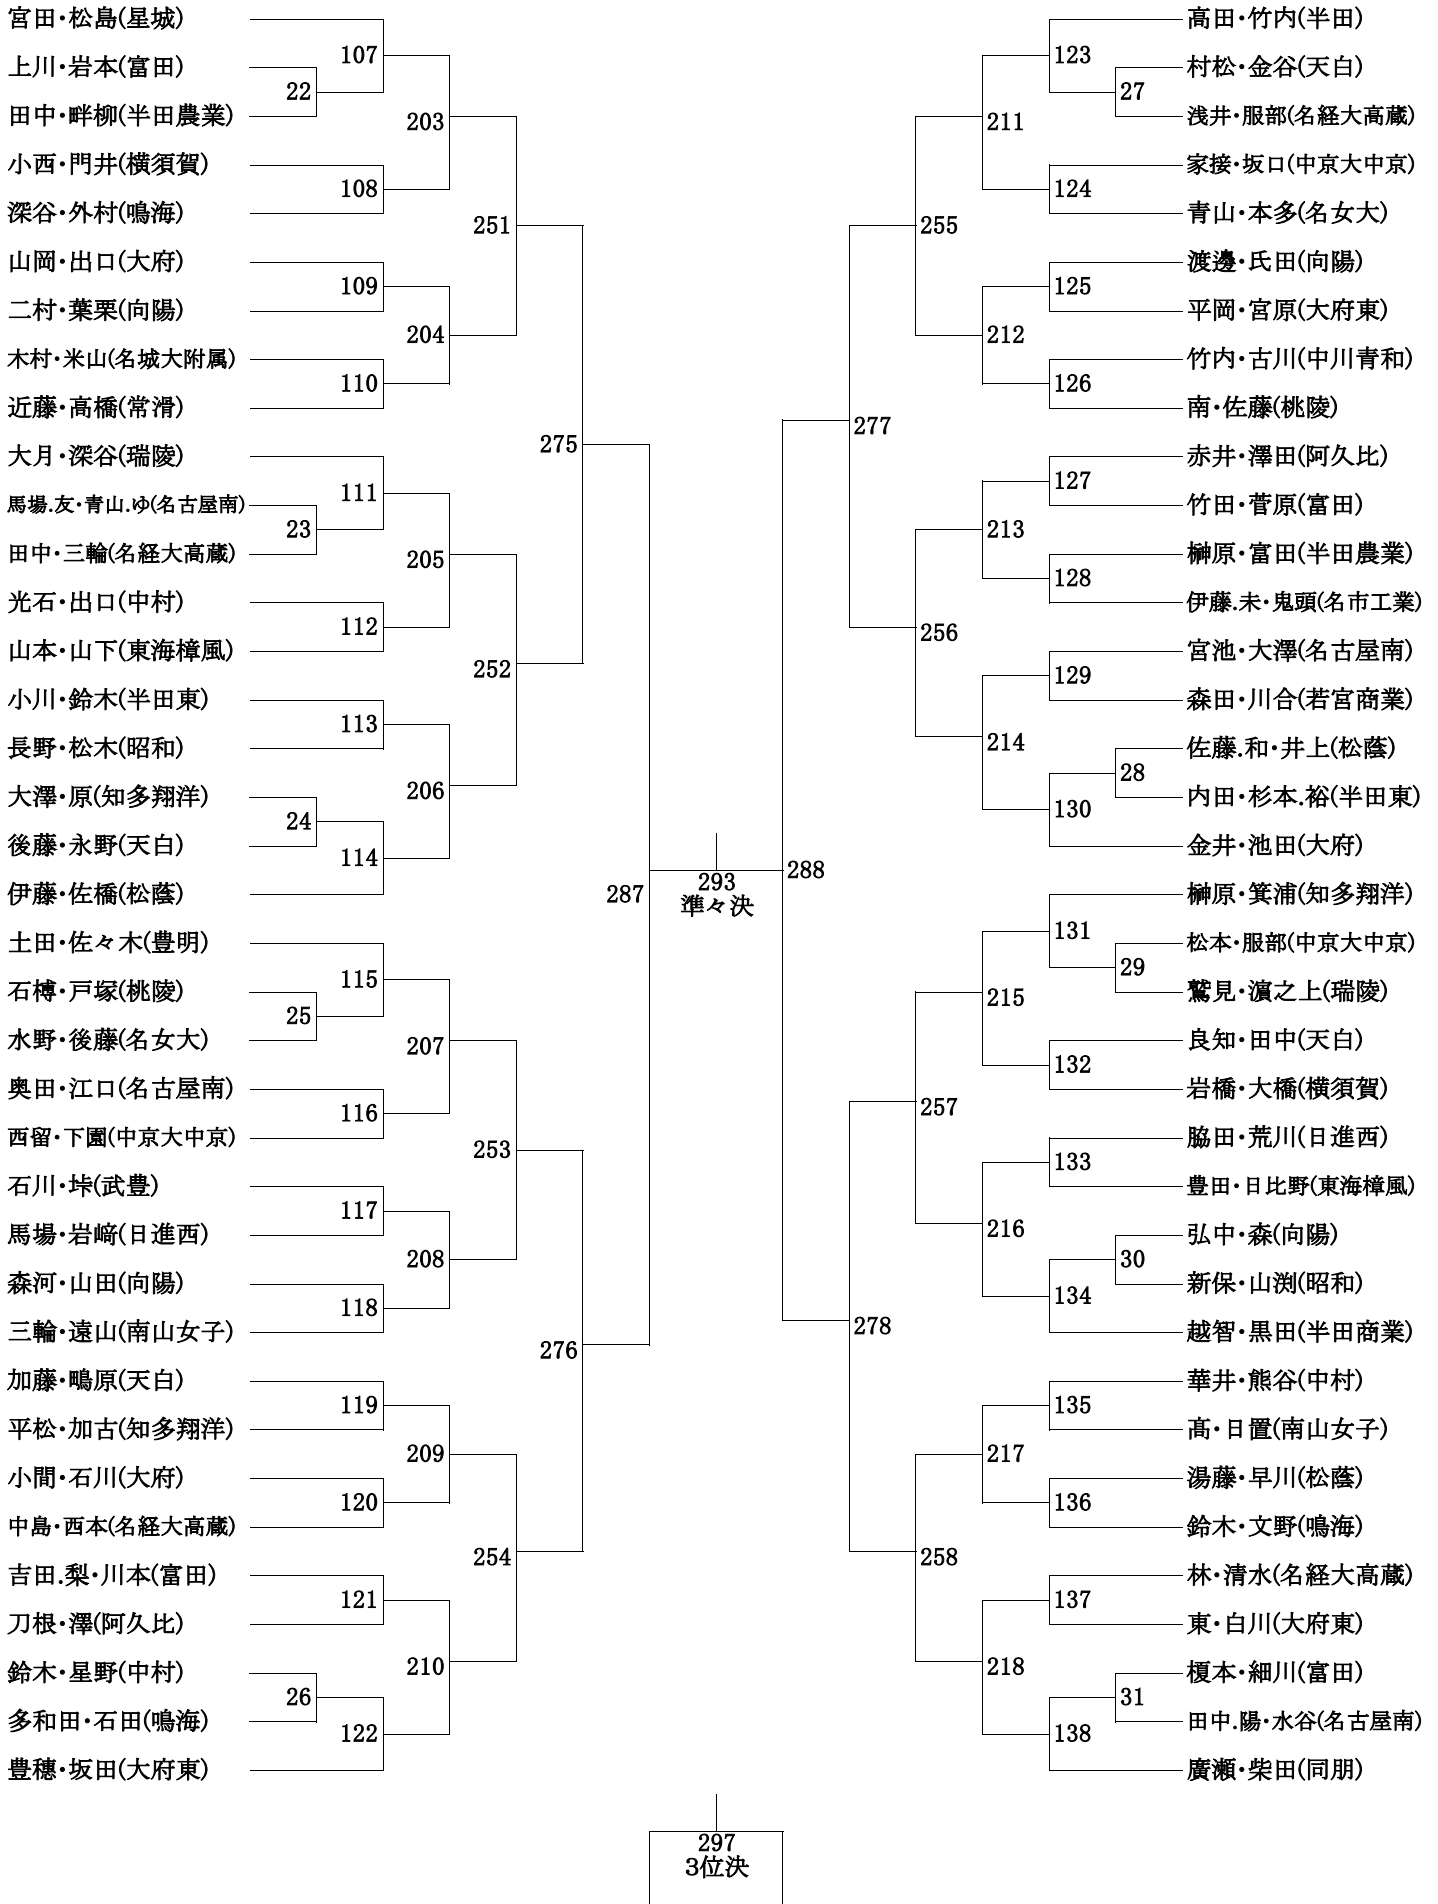 宮田・松島(星城)
上川・岩本(富田)
田中・畔柳(半田農業)
小西・門井(横須賀)
深谷・外村(鳴海)
山岡・出口(大府)
二村・葉栗(向陽)
木村・米山(名城大附属)
近藤・高橋(常滑)
大月・深谷(瑞陵)
馬場.友・青山.ゆ(名古屋南)
田中・三輪(名経大高蔵)
光石・出口(中村)
山本・山下(東海樟風)
小川・鈴木(半田東)
長野・松木(昭和)
大澤・原(知多翔洋)
後藤・永野(天白)
伊藤・佐橋(松蔭)
土田・佐々木(豊明)
石榑・戸塚(桃陵)
水野・後藤(名女大)
奥田・江口(名古屋南)
西留・下園(中京大中京)
石川・垰(武豊)
馬場・岩﨑(日進西)
森河・山田(向陽)
三輪・遠山(南山女子)
加藤・鴫原(天白)
平松・加古(知多翔洋)
小間・石川(大府)
中島・西本(名経大高蔵)
吉田.梨・川本(富田)
刀根・澤(阿久比)
鈴木・星野(中村)
多和田・石田(鳴海)
豊穂・坂田(大府東)
22
23
24
25
26
107
108
109
110
111
112
113
114
115
116
117
118
119
120
121
122
203
204
205
206
207
208
209
210
251
252
253
254
275
276
287
293
準々決
288
277
278
255
256
257
258
211
212
213
214
215
216
217
218
123
124
125
126
127
128
129
130
131
132
133
134
135
136
137
138
27
28
29
30
31
高田・竹内(半田)
村松・金谷(天白)
浅井・服部(名経大高蔵)
家接・坂口(中京大中京)
青山・本多(名女大)
渡邊・氏田(向陽)
平岡・宮原(大府東)
竹内・古川(中川青和)
南・佐藤(桃陵)
赤井・澤田(阿久比)
竹田・菅原(富田)
榊原・富田(半田農業)
伊藤.未・鬼頭(名市工業)
宮池・大澤(名古屋南)
森田・川合(若宮商業)
佐藤.和・井上(松蔭)
内田・杉本.裕(半田東)
金井・池田(大府)
榊原・箕浦(知多翔洋)
松本・服部(中京大中京)
鷲見・濵之上(瑞陵)
良知・田中(天白)
岩橋・大橋(横須賀)
脇田・荒川(日進西)
豊田・日比野(東海樟風)
弘中・森(向陽)
新保・山渕(昭和)
越智・黒田(半田商業)
華井・熊谷(中村)
髙・日置(南山女子)
湯藤・早川(松蔭)
鈴木・文野(鳴海)
林・清水(名経大高蔵)
東・白川(大府東)
榎本・細川(富田)
田中.陽・水谷(名古屋南)
廣瀬・柴田(同朋)
297
３位決